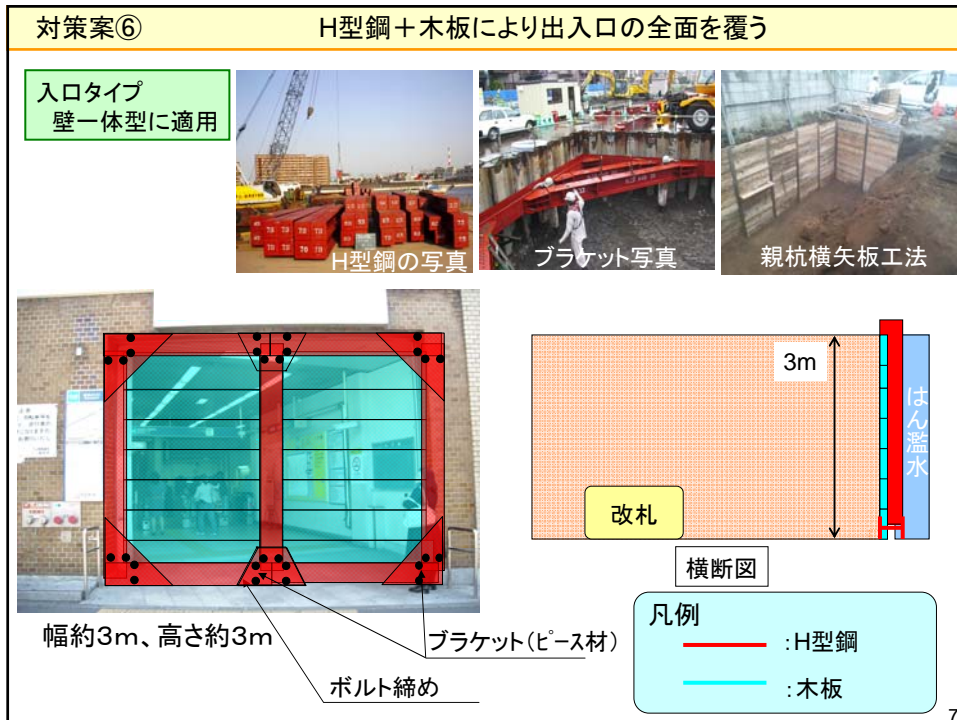 対策案⑥
H型鋼＋木板により出入口の全面を覆う
入口タイプ
壁一体型に適用
H型鋼の写真
ブラケット写真
親杭横矢板工法
3m
はん濫水
改札
横断図
幅約3m、高さ約3m
ブラケット(ピース材)
ボルト締め
凡例
:H型鋼
:木板
7